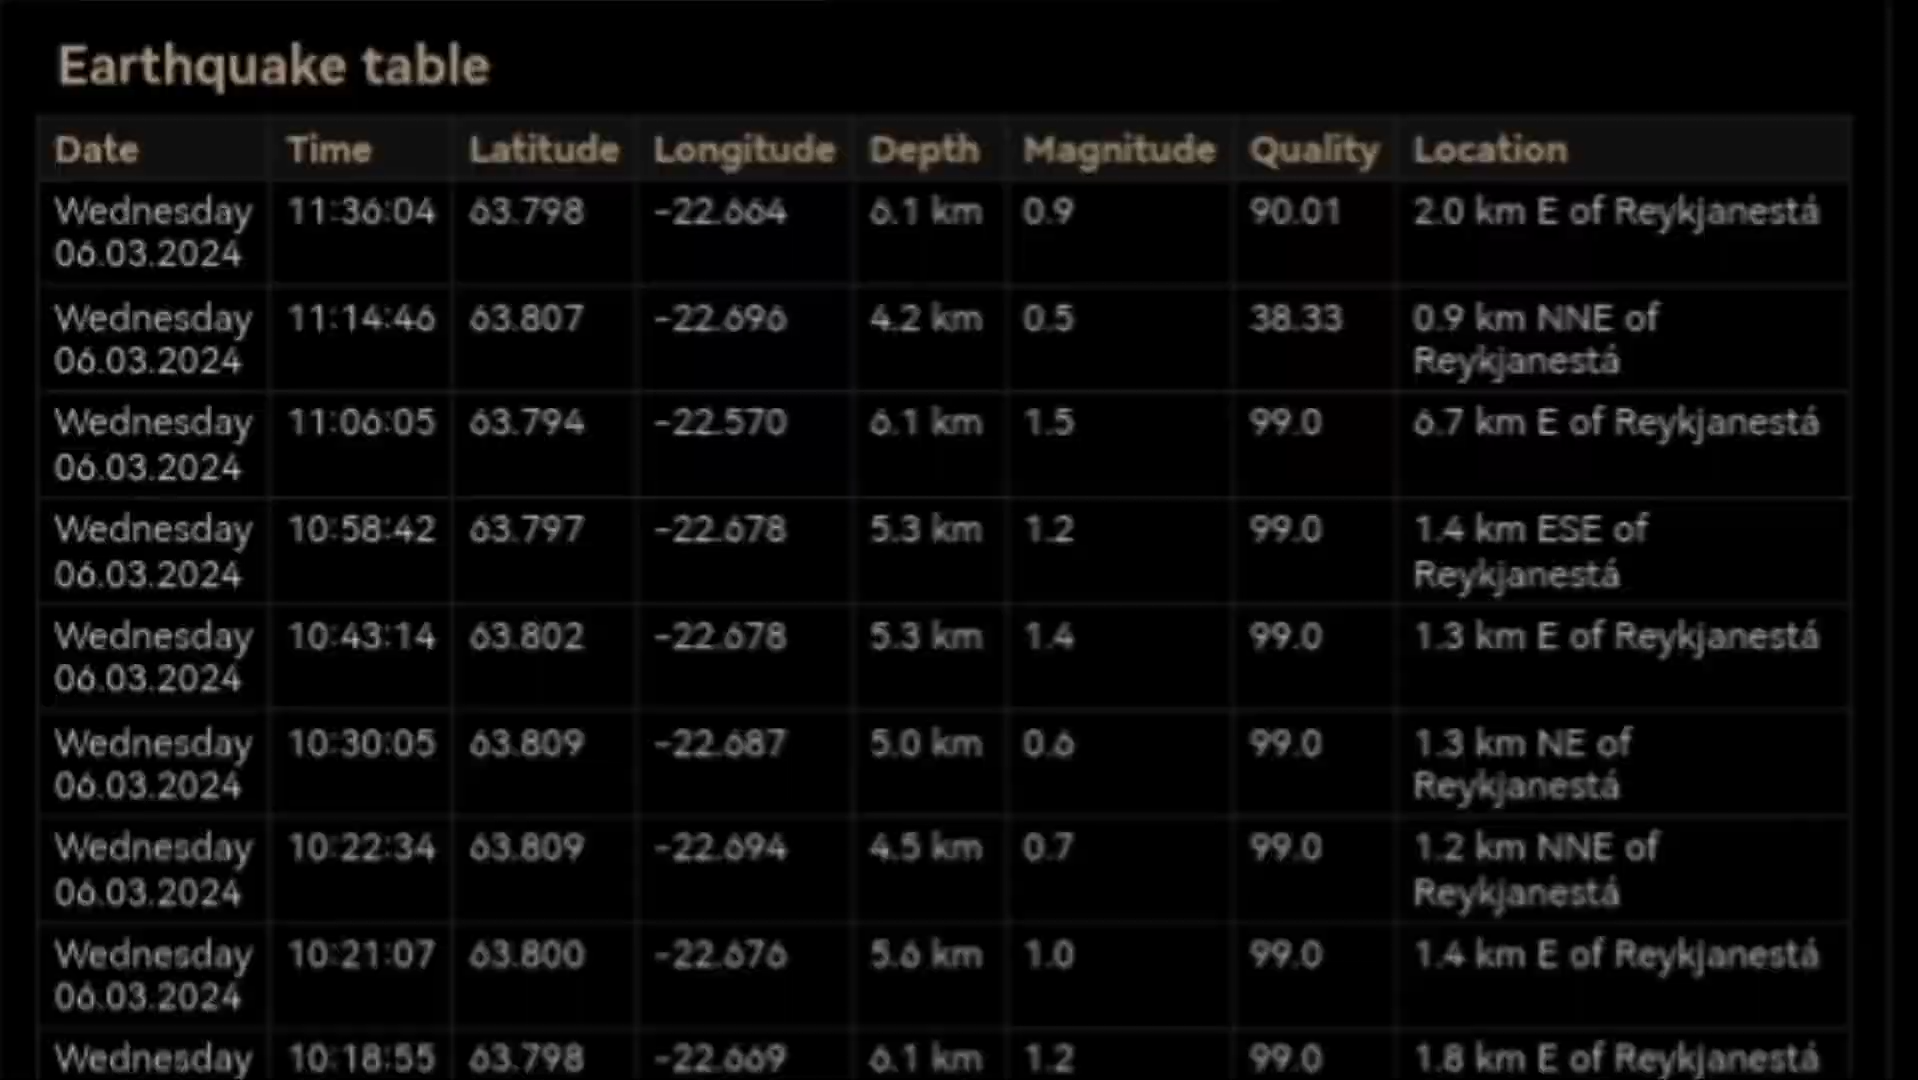 Earthquake table
Date Time Latitude Longitude Depth Magnitude Quality Location
Wednesday 11:36:04 63.798 -22.664 6.1 km 0.9 90.01 2.0 km E of Reykjanestá
06.03.2024
Wednesday 11:14:46 63.807 -22.696 4.2 km 0.5 38.33 0.9 km NNE of
06.03.2024 Reykjanestá
Wednesday 11:06:05 63.794 -22.570 6.1 km 1.5 99.0 6.7 km E of Reykjanestá
06.03.2024
Wednesday 10:58:42 63.797 -22.678 5.3 km 1.2 99.0 1.4 km ESE of
06.03.2024 Reykjanestá
Wednesday 10:43:14 63.802 -22.678 5.3 km 1.4 99.0 1.3 km E of Reykjanestá
06.03.2024
Wednesday 10:30:05 63.809 -22.687 5.0 km 0.6 99.0 1.3 km NE of
06.03.2024 Reykjanestá
Wednesday 10:22:34 63.809 -22.694 4.5 km 0.7 99.0 1.2 km NNE of
06.03.2024 Reykjanestá
Wednesday 10:21:07 63.800 -22.676 5.6 km 1.0 99.0 1.4 km E of Reykjanestá
06.03.2024
Wednesday 10:18:55 63.798 -22.669 6.1 km 1.2 99.0 1.8 km E of Reykjanestá